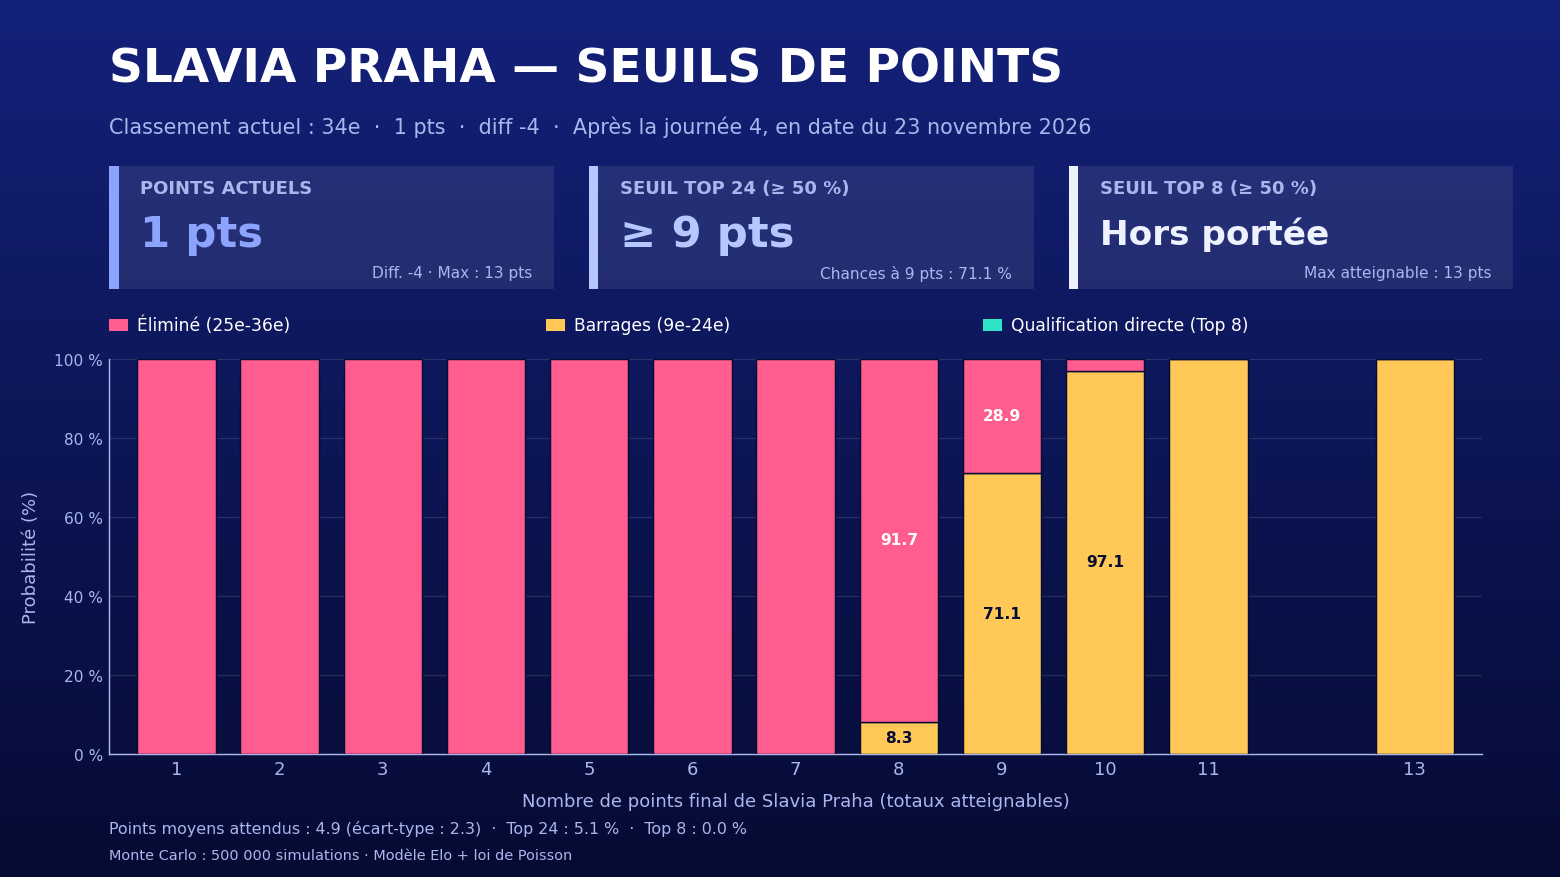 SLAVIA PRAHA — SEUILS DE POINTS
Classement actuel : 34e · 1 pts · diff -4 · Après la journée 4, en date du 23 novembre 2026
POINTS ACTUELS
1 pts
Diff. -4 · Max : 13 pts
SEUIL TOP 24 (≥ 50 %)
≥ 9 pts
Chances à 9 pts : 71.1 %
SEUIL TOP 8 (≥ 50 %)
Hors portée
Max atteignable : 13 pts
Éliminé (25e-36e)
Barrages (9e-24e)
Qualification directe (Top 8)
Probabilité (%)
100 %
80 %
60 %
40 %
20 %
0 %
91.7
8.3
28.9
71.1
97.1
1 2 3 4 5 6 7 8 9 10 11 13
Nombre de points final de Slavia Praha (totaux atteignables)
Points moyens attendus : 4.9 (écart-type : 2.3) · Top 24 : 5.1 % · Top 8 : 0.0 %
Monte Carlo : 500 000 simulations · Modèle Elo + loi de Poisson